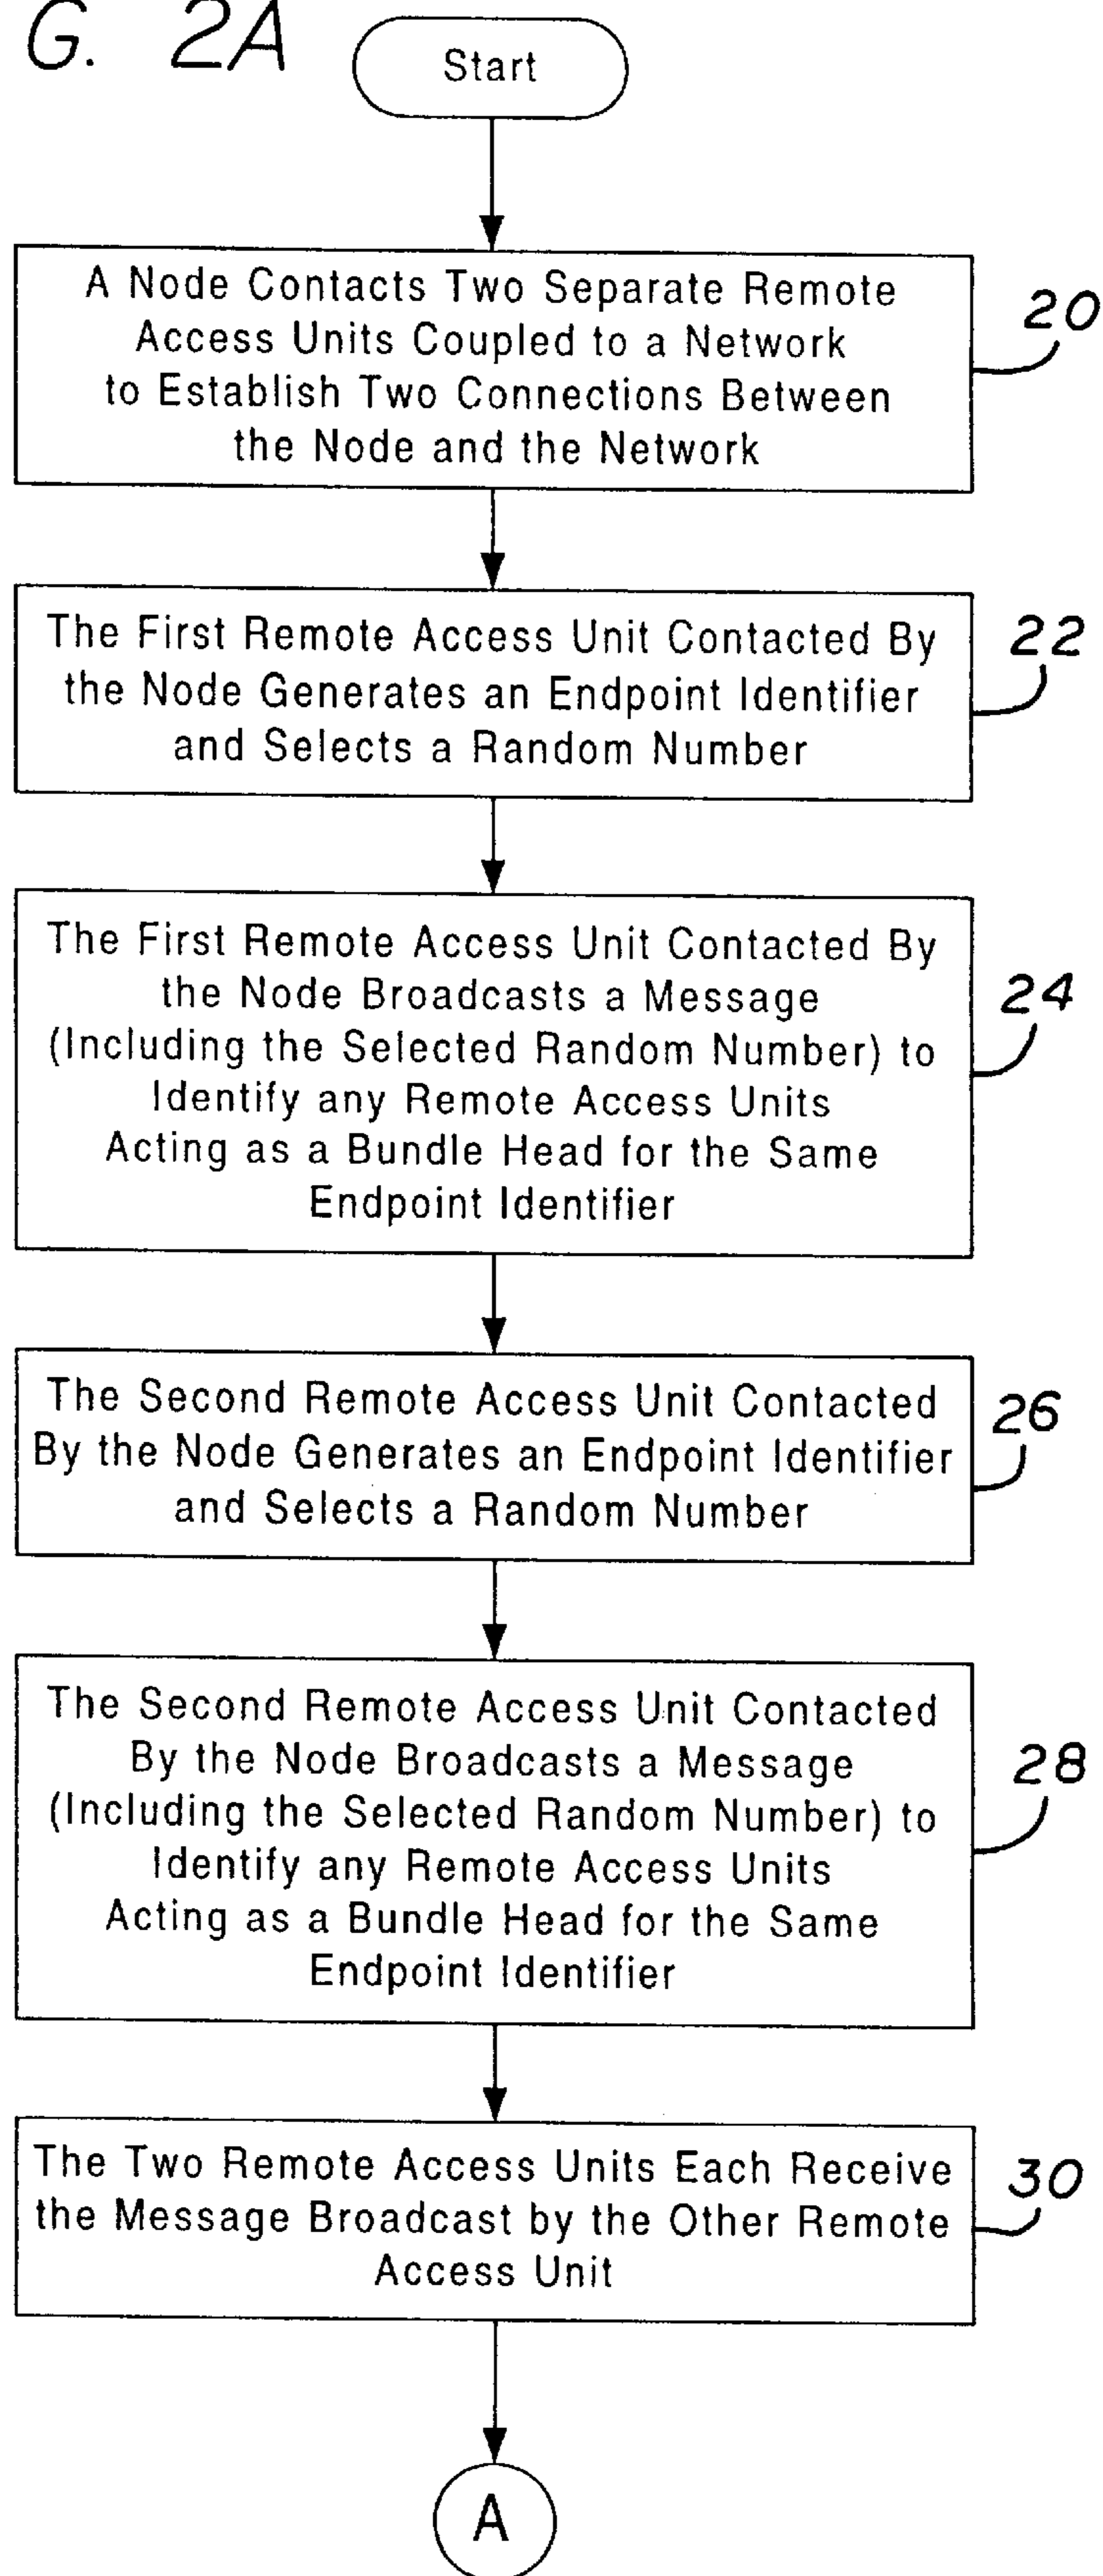 G. 2A
Start
A Node Contacts Two Separate Remote
Access Units Coupled to a Network
to Establish Two Connections Between
the Node and the Network
20
The First Remote Access Unit Contacted By
the Node Generates an Endpoint Identifier
and Selects a Random Number
22
The First Remote Access Unit Contacted By
the Node Broadcasts a Message
(Including the Selected Random Number) to
Identify any Remote Access Units
Acting as a Bundle Head for the Same
Endpoint Identifier
24
The Second Remote Access Unit Contacted
By the Node Generates an Endpoint Identifier
and Selects a Random Number
26
The Second Remote Access Unit Contacted
By the Node Broadcasts a Message
(Including the Selected Random Number) to
Identify any Remote Access Units
Acting as a Bundle Head for the Same
Endpoint Identifier
28
The Two Remote Access Units Each Receive
the Message Broadcast by the Other Remote
Access Unit
30
A